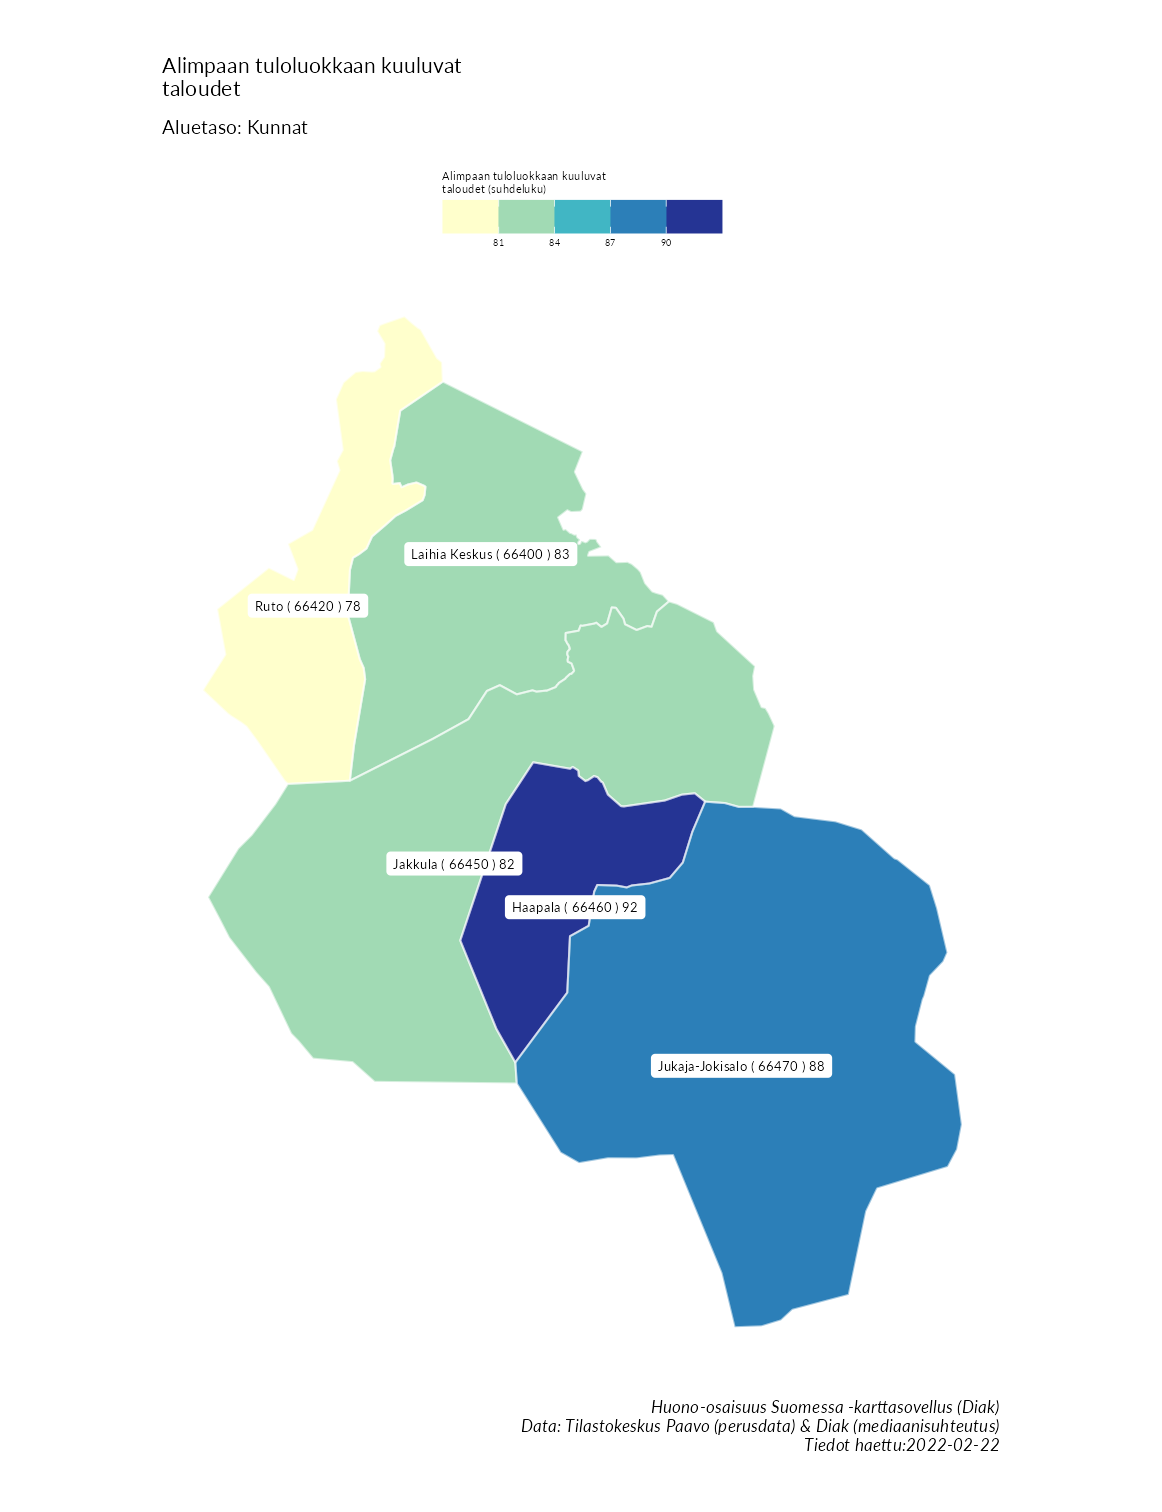 Alimpaan tuloluokkaan kuuluvat
taloudet
Aluetaso: Kunnat
Alimpaan tuloluokkaan kuuluvat
taloudet (suhdeluku)
81 84 87 90
Laihia Keskus ( 66400 ) 83
Ruto ( 66420 ) 78
Jakkula ( 66450 ) 82
Haapala ( 66460 ) 92
Jukaja-Jokisalo ( 66470 ) 88
Huono-osaisuus Suomessa -karttasovellus (Diak)
Data: Tilastokeskus Paavo (perusdata) & Diak (mediaanisuhteutus)
Tiedot haettu:2022-02-22